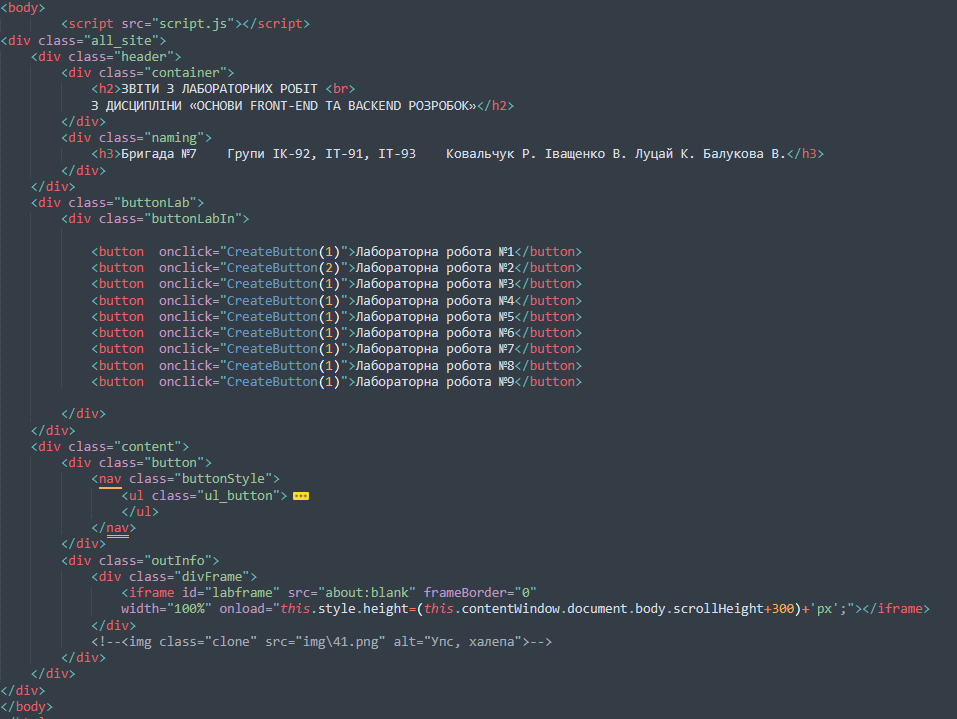 <body>
<script src="script.js"></script>
<div class="all_site">
<div class="header">
<div class="container">
<h2>ЗВІТИ З ЛАБОРАТОРНИХ РОБІТ <br>
З ДИСЦИПЛІНИ «ОСНОВИ FRONT-END ТА BACKEND РОЗРОБОК»</h2>
</div>
<div class="naming">
<h3>Бригада №7    Групи ІК-92, ІТ-91, ІТ-93    Ковальчук Р. Іващенко В. Луцай К. Балукова В.</h3>
</div>
</div>
<div class="buttonLab">
<div class="buttonLabIn">
<button  onclick="CreateButton(1)">Лабораторна робота №1</button>
<button  onclick="CreateButton(2)">Лабораторна робота №2</button>
<button  onclick="CreateButton(1)">Лабораторна робота №3</button>
<button  onclick="CreateButton(1)">Лабораторна робота №4</button>
<button  onclick="CreateButton(1)">Лабораторна робота №5</button>
<button  onclick="CreateButton(1)">Лабораторна робота №6</button>
<button  onclick="CreateButton(1)">Лабораторна робота №7</button>
<button  onclick="CreateButton(1)">Лабораторна робота №8</button>
<button  onclick="CreateButton(1)">Лабораторна робота №9</button>
</div>
</div>
<div class="content">
<div class="button">
<nav class="buttonStyle">
<ul class="ul_button">
</ul>
</nav>
</div>
<div class="outInfo">
<div class="divFrame">
<iframe id="labframe" src="about:blank" frameBorder="0"
width="100%" onload="this.style.height=(this.contentWindow.document.body.scrollHeight+300)+'px';"></iframe>
</div>
<!--<img class="clone" src="img\41.png" alt="Упс, халепа">-->
</div>
</div>
</div>
</body>